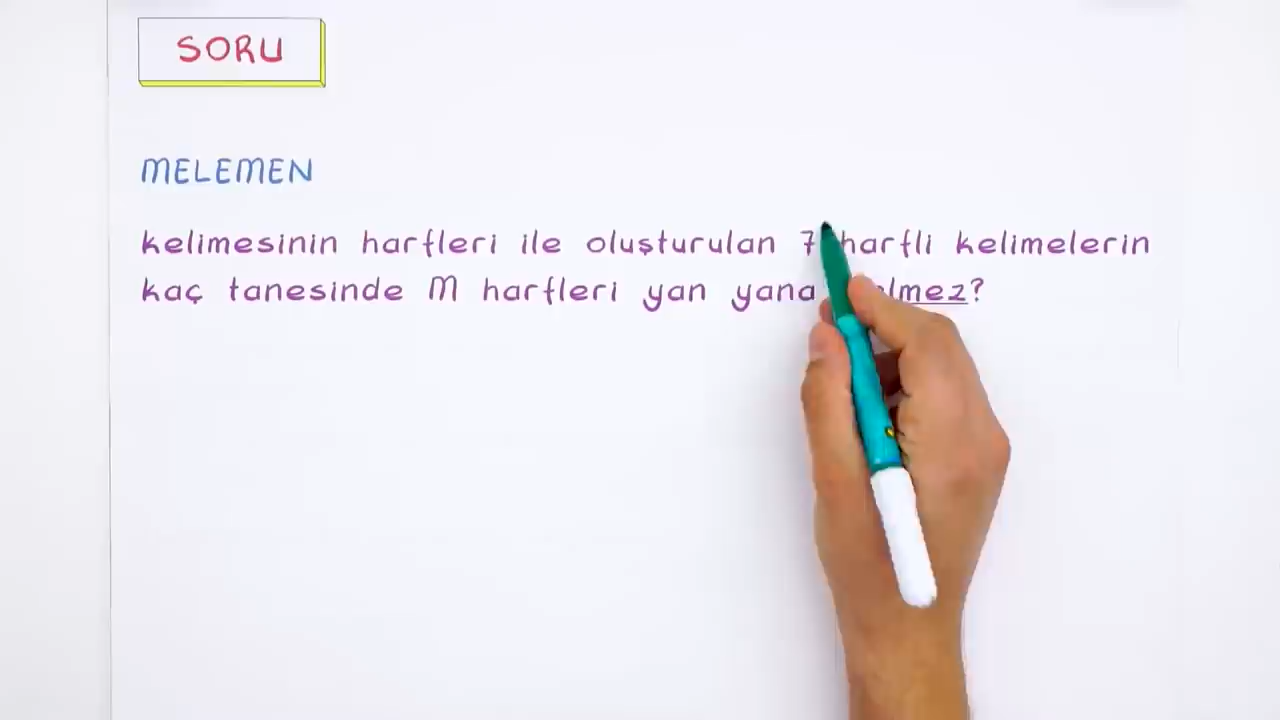 SORU
MELEMEN
kelimesinin harfleri ile oluşturulan 7 harfli kelimelerin
kaç tanesinde M harfleri yan yana